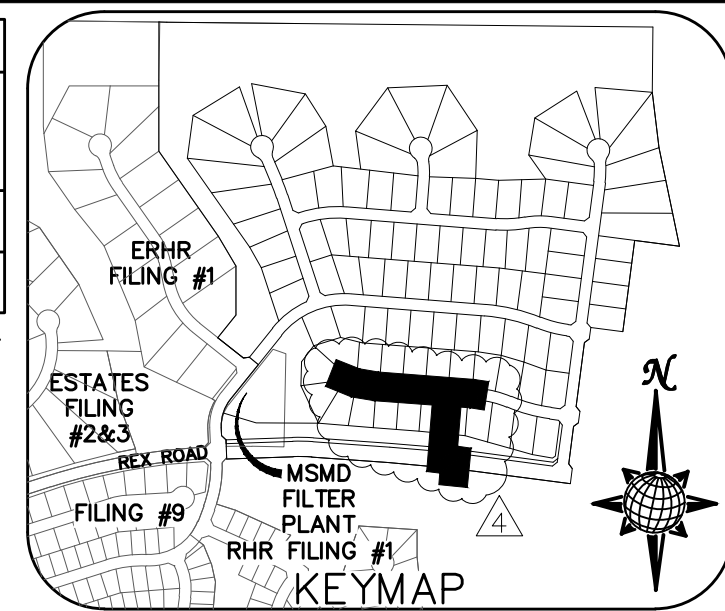 ERHR
FILING #1
N
ESTATES
FILING
#2&3
REX ROAD
MSMD
FILTER
PLANT
FILING #9
4
RHR FILING #1
KEYMAP